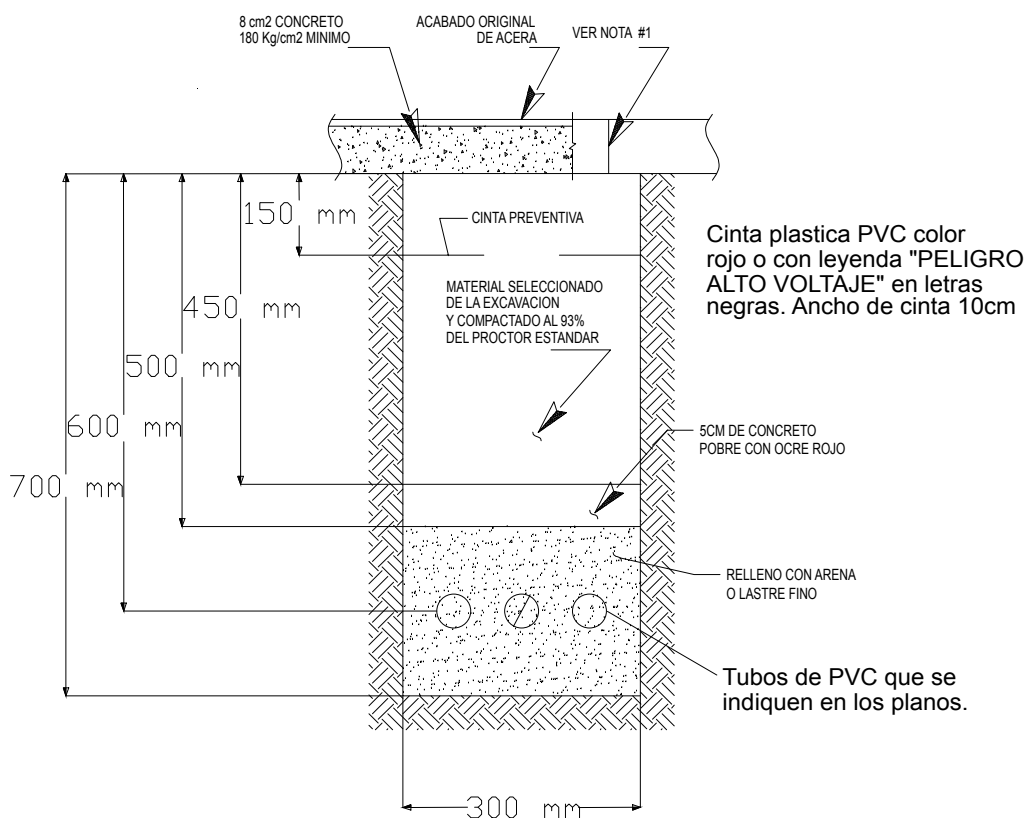 8 cm2 CONCRETO
180 Kg/cm2 MINIMO
ACABADO ORIGINAL
DE ACERA
VER NOTA #1
150 mm
CINTA PREVENTIVA
Cinta plastica PVC color
rojo o con leyenda "PELIGRO
ALTO VOLTAJE" en letras
negras. Ancho de cinta 10cm
MATERIAL SELECCIONADO
DE LA EXCAVACION
Y COMPACTADO AL 93%
DEL PROCTOR ESTANDAR
450 mm
500 mm
600 mm
700 mm
5CM DE CONCRETO
POBRE CON OCRE ROJO
RELLENO CON ARENA
O LASTRE FINO
Tubos de PVC que se
indiquen en los planos.
300 mm